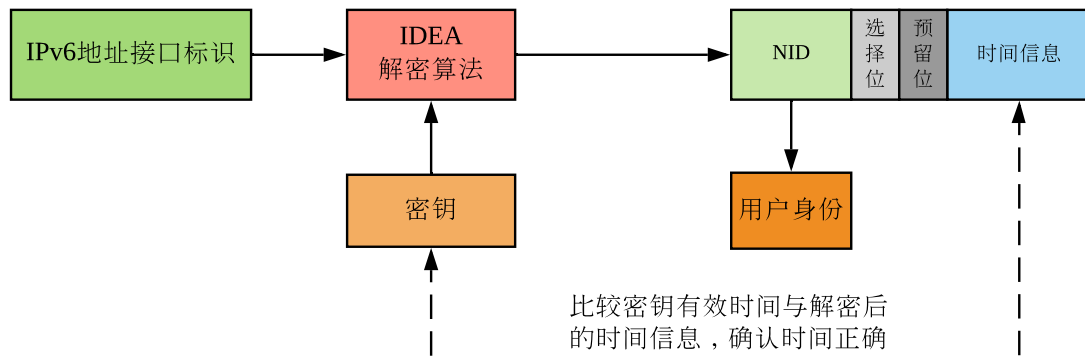 IPv6地址接口标识
IDEA
解密算法
NID
选
择
位
预
留
位
时间信息
密钥
用户身份
比较密钥有效时间与解密后
的时间信息，确认时间正确